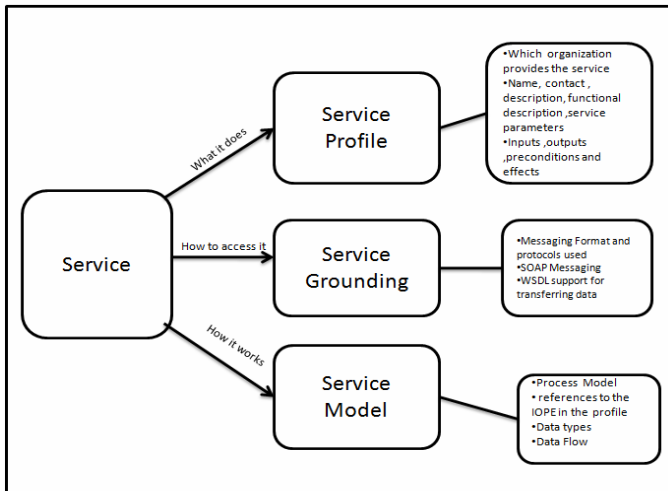 Service
What it does
Service
Profile
•Which organization
provides the service
•Name, contact ,
description, functional
description ,service
parameters
•Inputs ,outputs
,preconditions and
effects
How to access it
Service
Grounding
•Messaging Format and
protocols used
•SOAP Messaging
•WSDL support for
transferring data
How it works
Service
Model
•Process Model
• references to the
IOPE in the profile
•Data types
•Data Flow